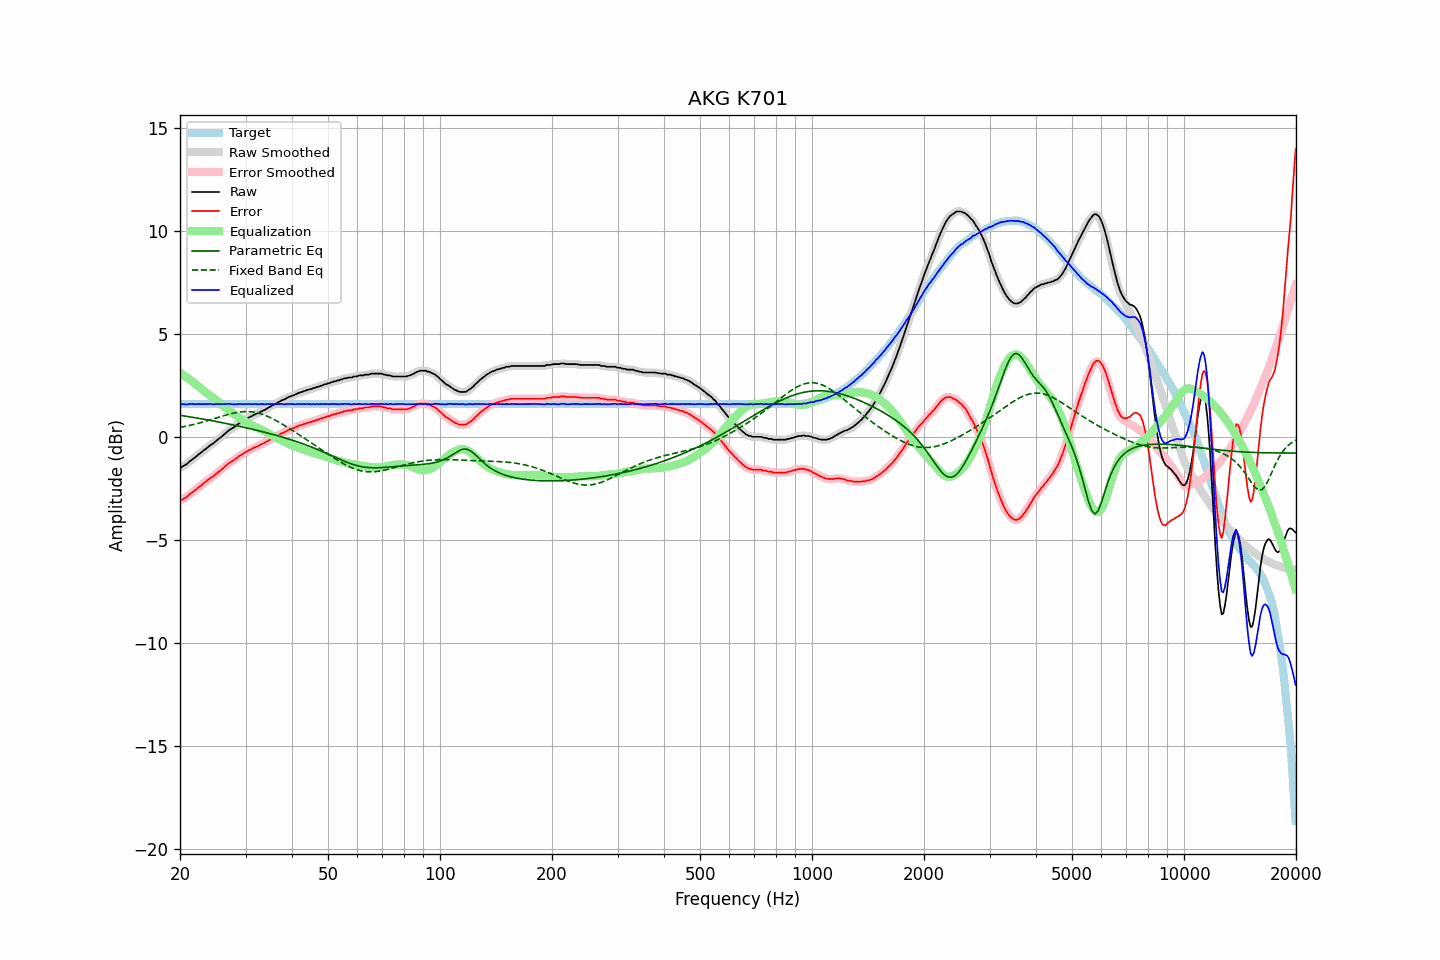 AKG K701
Target
Raw Smoothed
Error Smoothed
Raw
Error
Equalization
Parametric Eq
Fixed Band Eq
Equalized
Amplitude (dBr)
15
10
5
0
−5
−10
−15
−20
20
50
100
200
500
1000
2000
5000
10000
20000
Frequency (Hz)